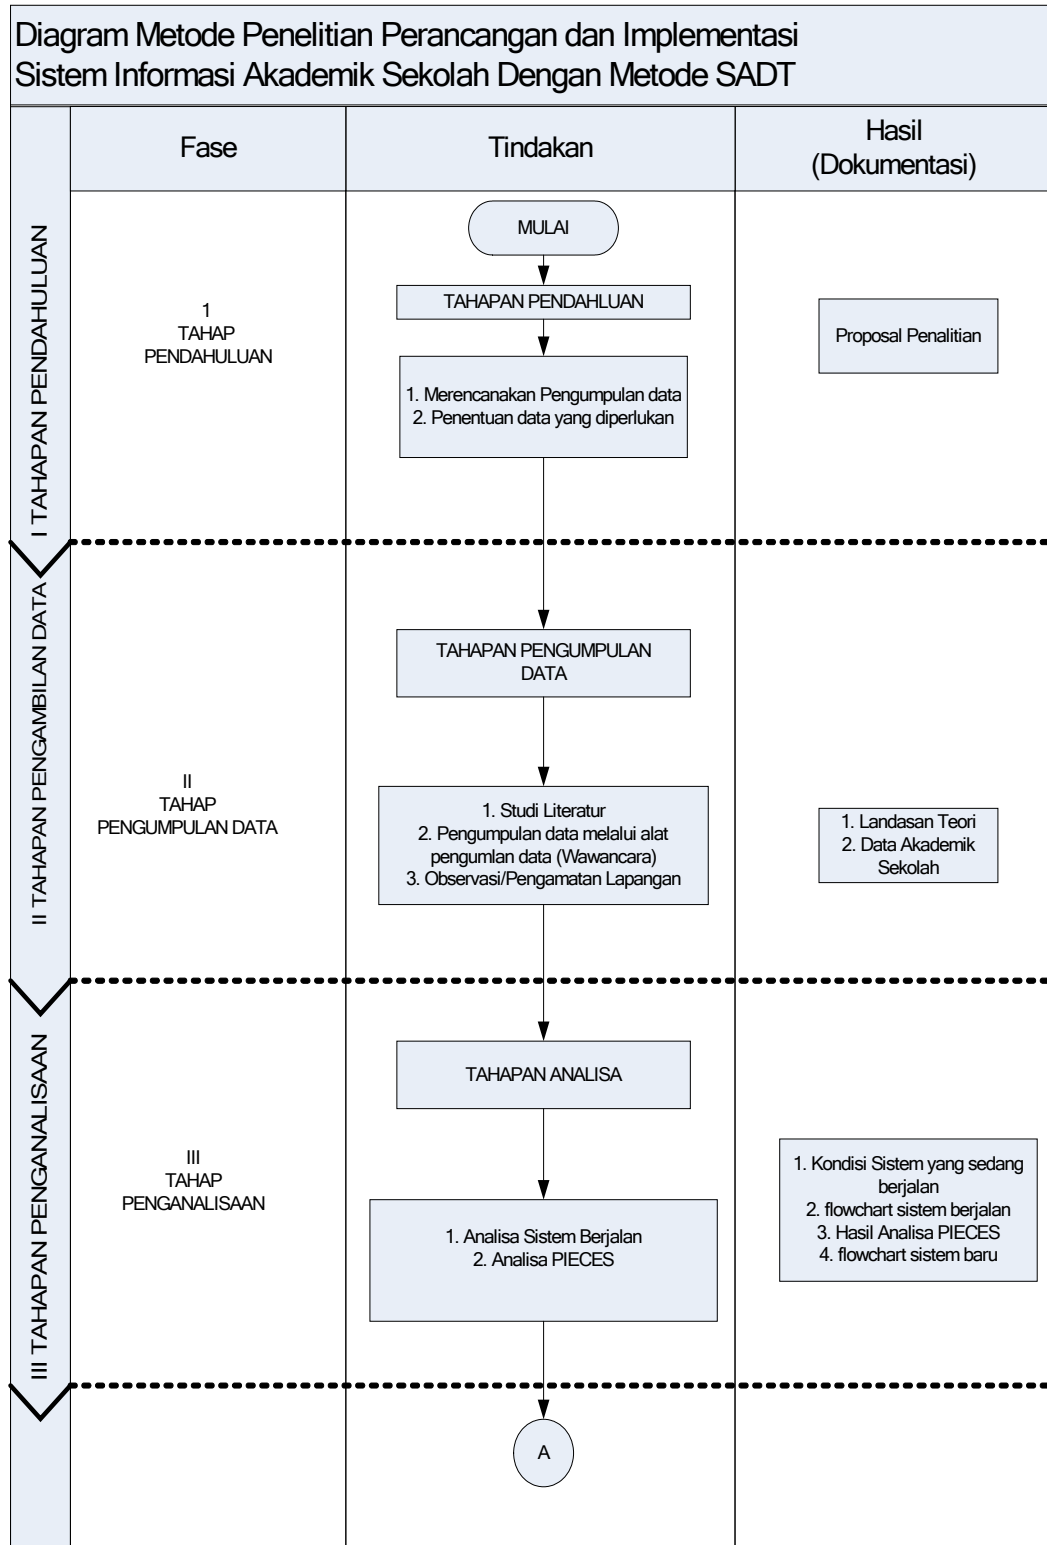 Diagram Metode Penelitian Perancangan dan Implementasi
Sistem Informasi Akademik Sekolah Dengan Metode SADT
Fase
Tindakan
Hasil
(Dokumentasi)
I TAHAPAN PENDAHULUAN
1
TAHAP
PENDAHULUAN
MULAI
TAHAPAN PENDAHLUAN
1. Merencanakan Pengumpulan data
2. Penentuan data yang diperlukan
Proposal Penalitian
II TAHAPAN PENGAMBILAN DATA
II
TAHAP
PENGUMPULAN DATA
TAHAPAN PENGUMPULAN
DATA
1. Studi Literatur
2. Pengumpulan data melalui alat
pengumlan data (Wawancara)
3. Observasi/Pengamatan Lapangan
1. Landasan Teori
2. Data Akademik
Sekolah
III TAHAPAN PENGANALISAAN
III
TAHAP
PENGANALISAAN
TAHAPAN ANALISA
1. Analisa Sistem Berjalan
2. Analisa PIECES
1. Kondisi Sistem yang sedang
berjalan
2. flowchart sistem berjalan
3. Hasil Analisa PIECES
4. flowchart sistem baru
A